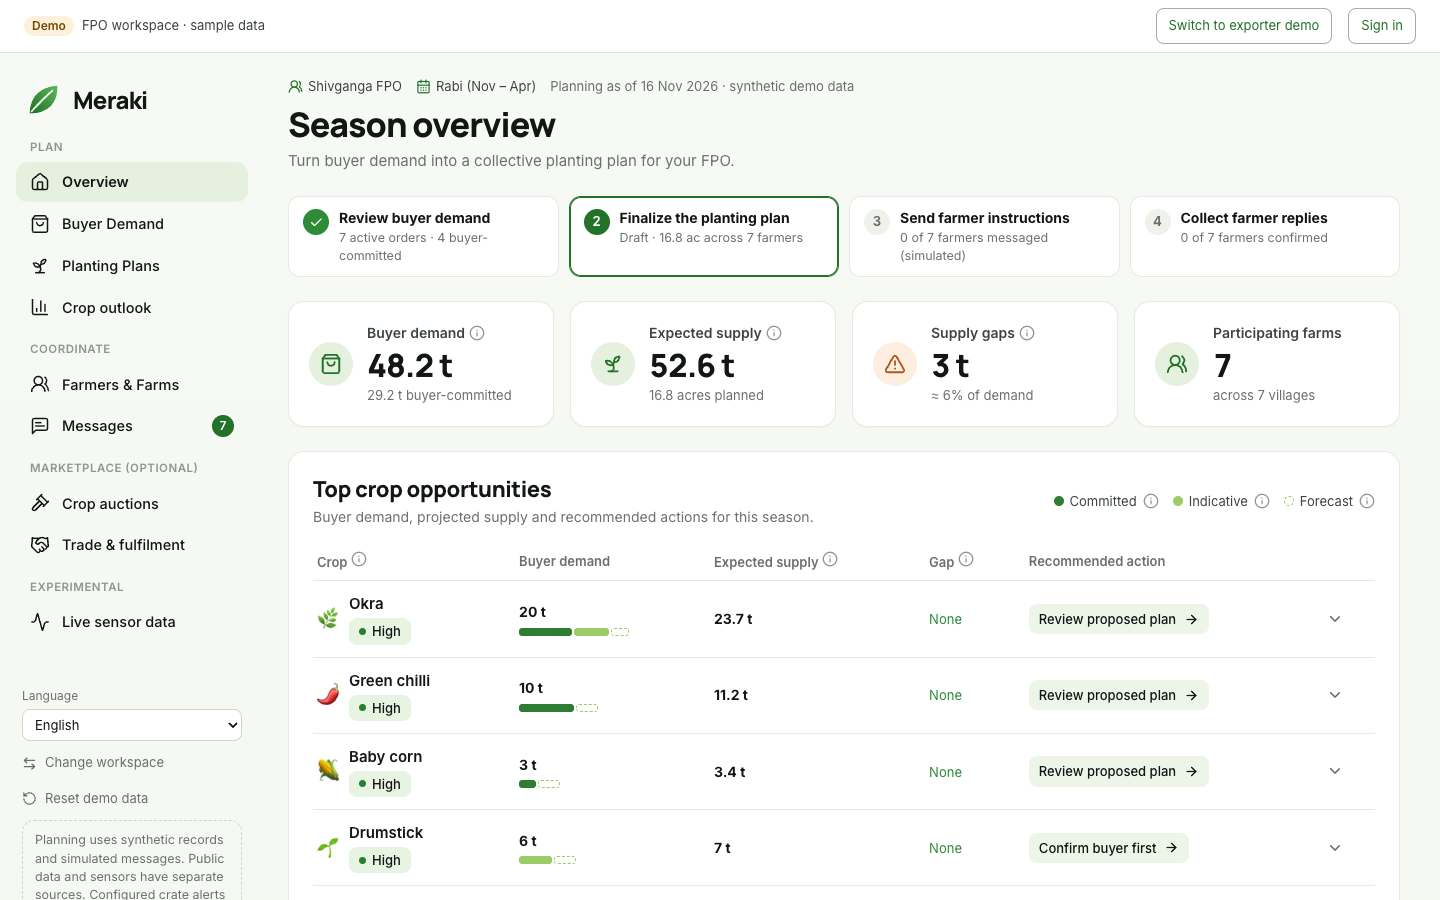 Demo FPO workspace · sample data
Switch to exporter demo
Sign in
Meraki
PLAN
Overview
Buyer Demand
Planting Plans
Crop outlook
COORDINATE
Farmers & Farms
Messages 7
MARKETPLACE (OPTIONAL)
Crop auctions
Trade & fulfilment
EXPERIMENTAL
Live sensor data
Language
English
Change workspace
Reset demo data
Planning uses synthetic records
and simulated messages. Public
data and sensors have separate
sources. Configured crate alerts
Shivganga FPO Rabi (Nov – Apr) Planning as of 16 Nov 2026 · synthetic demo data
Season overview
Turn buyer demand into a collective planting plan for your FPO.
Review buyer demand
7 active orders · 4 buyer-
committed
2 Finalize the planting plan
Draft · 16.8 ac across 7 farmers
3 Send farmer instructions
0 of 7 farmers messaged
(simulated)
4 Collect farmer replies
0 of 7 farmers confirmed
Buyer demand
48.2 t
29.2 t buyer-committed
Expected supply
52.6 t
16.8 acres planned
Supply gaps
3 t
≈ 6% of demand
Participating farms
7
across 7 villages
Top crop opportunities
Buyer demand, projected supply and recommended actions for this season.
Committed Indicative Forecast
Crop Buyer demand Expected supply Gap Recommended action
Okra
High
20 t
23.7 t
None
Review proposed plan
Green chilli
High
10 t
11.2 t
None
Review proposed plan
Baby corn
High
3 t
3.4 t
None
Review proposed plan
Drumstick
High
6 t
7 t
None
Confirm buyer first